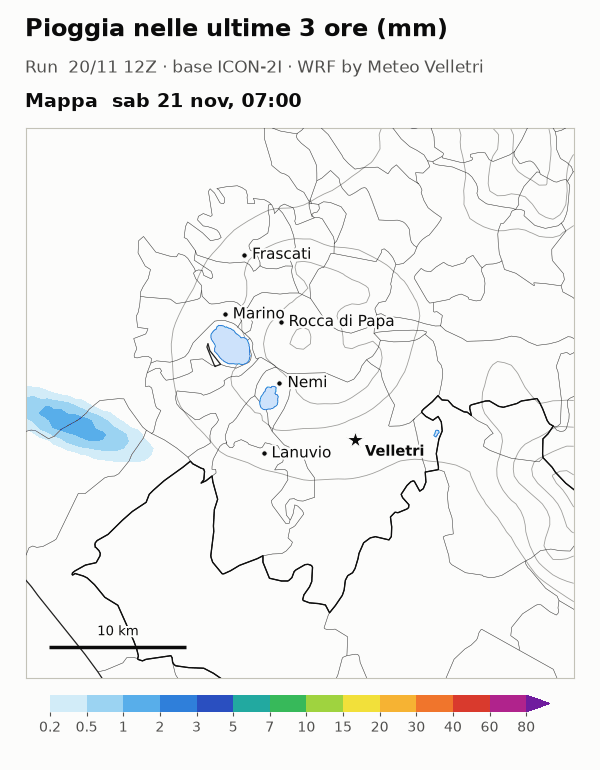 Pioggia nelle ultime 3 ore (mm)
Run  20/11 12Z · base ICON-2I · WRF by Meteo Velletri
Mappa  sab 21 nov, 07:00
Frascati
Marino
Rocca di Papa
Nemi
Velletri
Lanuvio
10 km
0.2 0.5 1 2 3 5 7 10 15 20 30 40 60 80